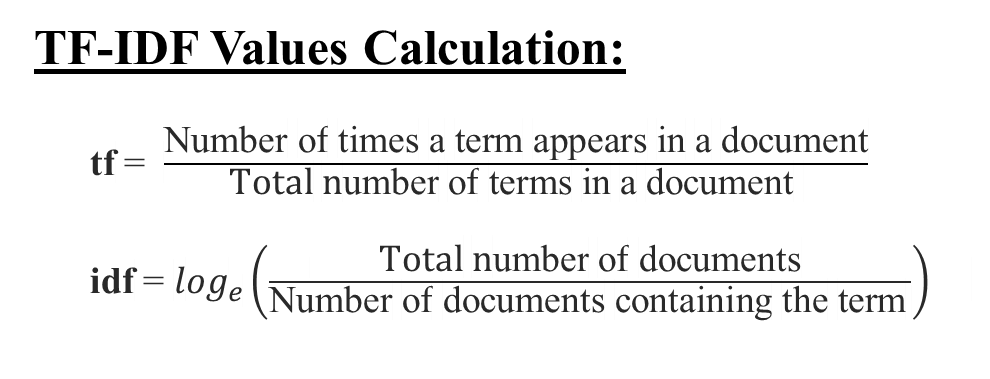 TF-IDF Values Calculation:
tf = Number of times a term appears in a document
Total number of terms in a document
idf = log_e ( Total number of documents
Number of documents containing the term )